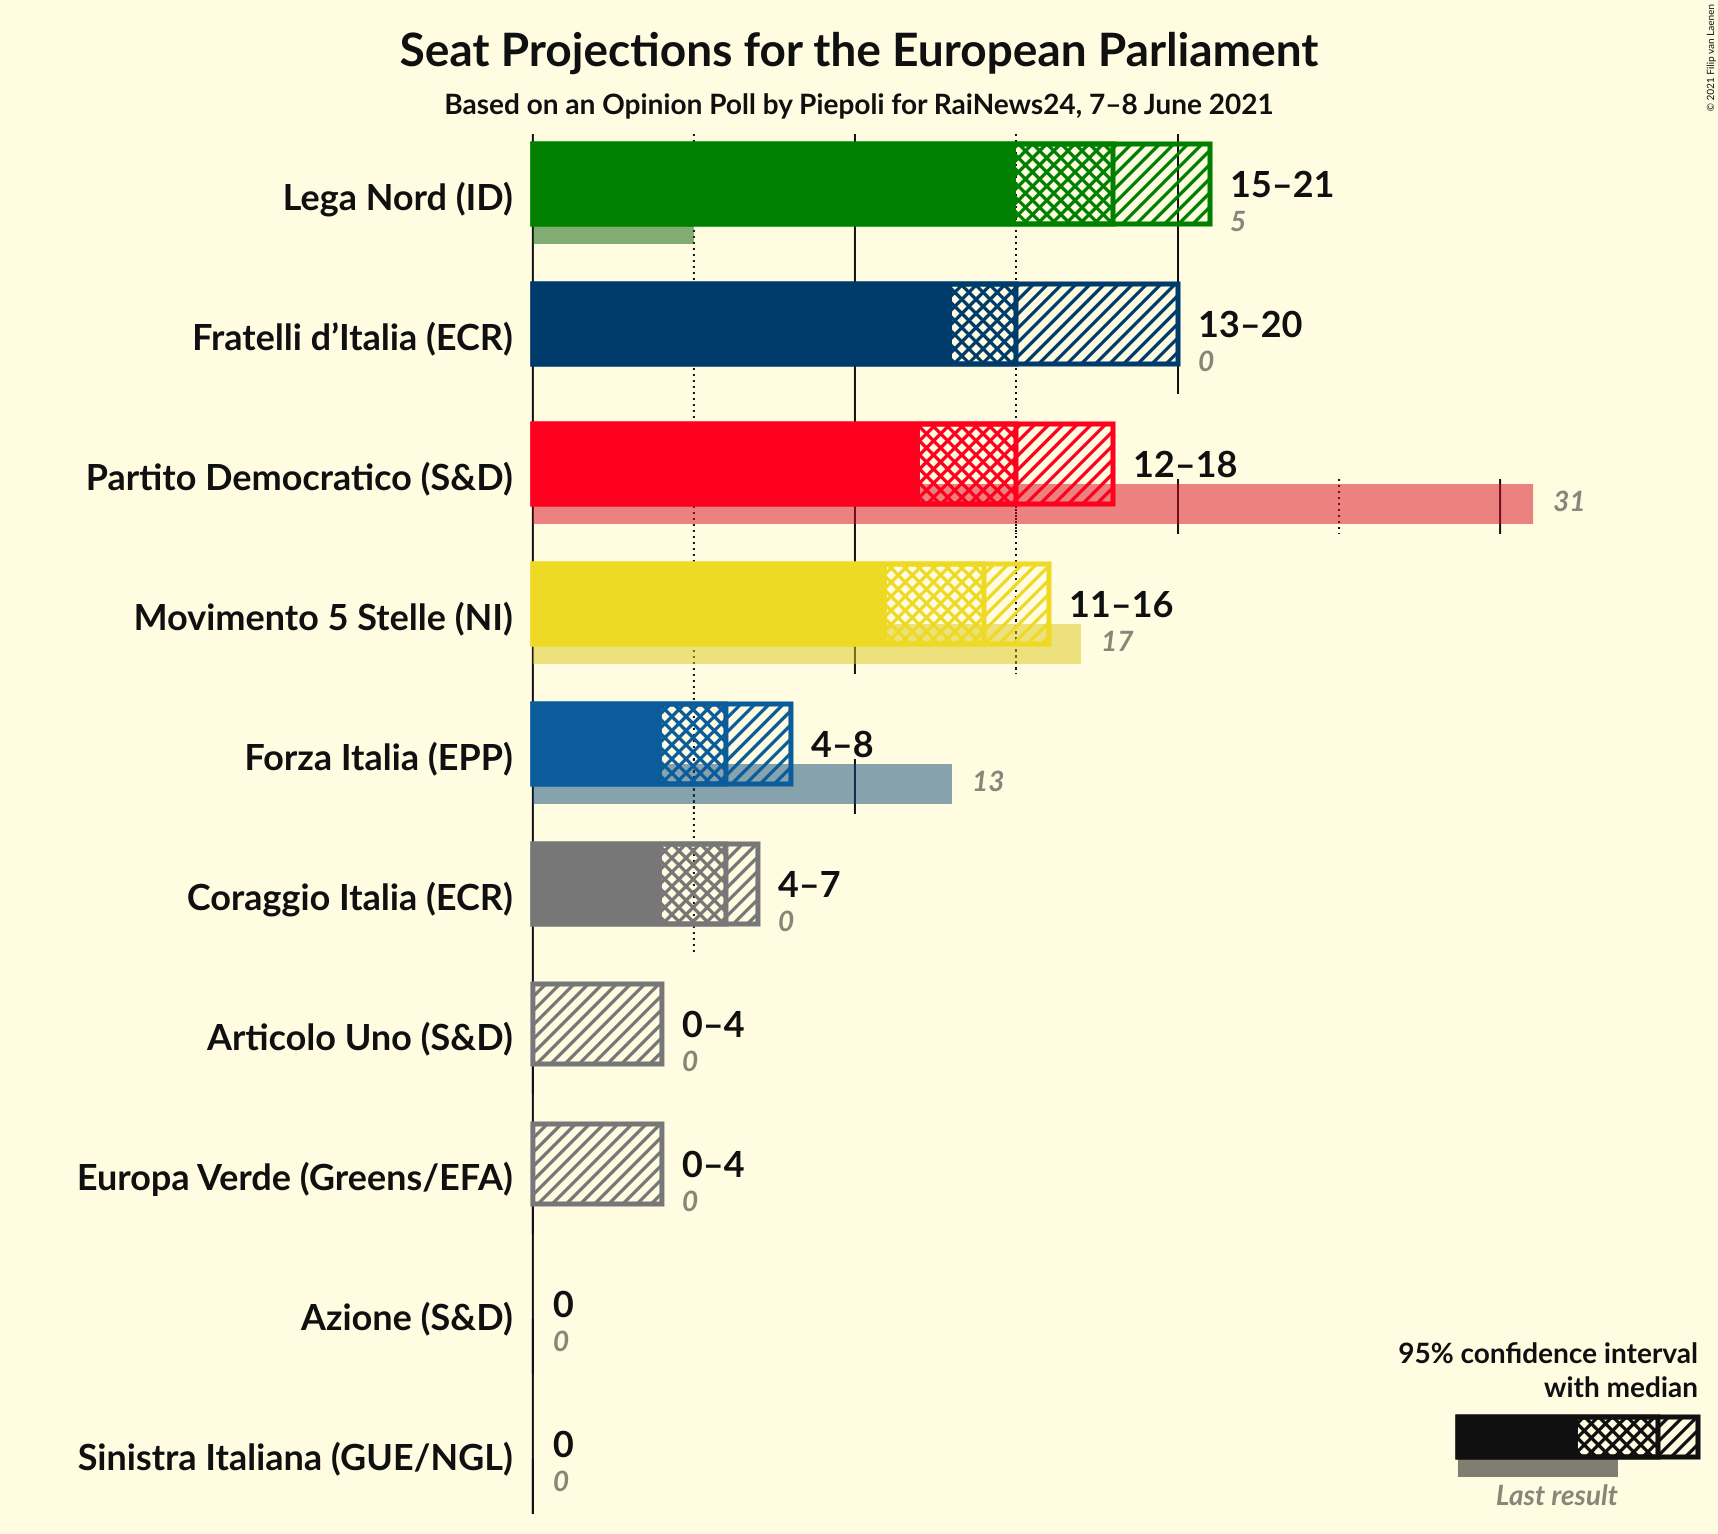 Seat Projections for the European Parliament
Based on an Opinion Poll by Piepoli for RaiNews24, 7–8 June 2021
© 2021 Filip van Laenen
Lega Nord (ID)
15–21
5
Fratelli d’Italia (ECR)
13–20
0
Partito Democratico (S&D)
12–18
31
Movimento 5 Stelle (NI)
11–16
17
Forza Italia (EPP)
4–8
13
Coraggio Italia (ECR)
4–7
0
Articolo Uno (S&D)
0–4
0
Europa Verde (Greens/EFA)
0–4
0
Azione (S&D)
0
0
Sinistra Italiana (GUE/NGL)
0
0
95% confidence interval
with median
Last result